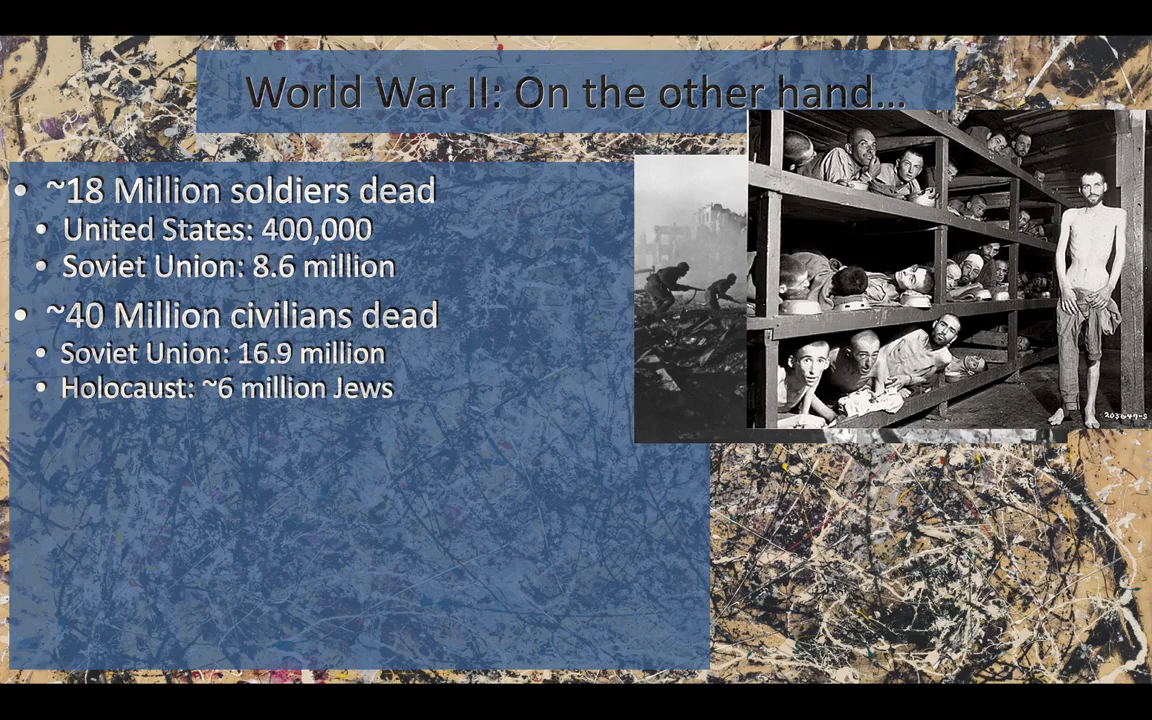 World War II: On the other hand...
• ~18 Million soldiers dead
• United States: 400,000
• Soviet Union: 8.6 million
• ~40 Million civilians dead
• Soviet Union: 16.9 million
• Holocaust: ~6 million Jews